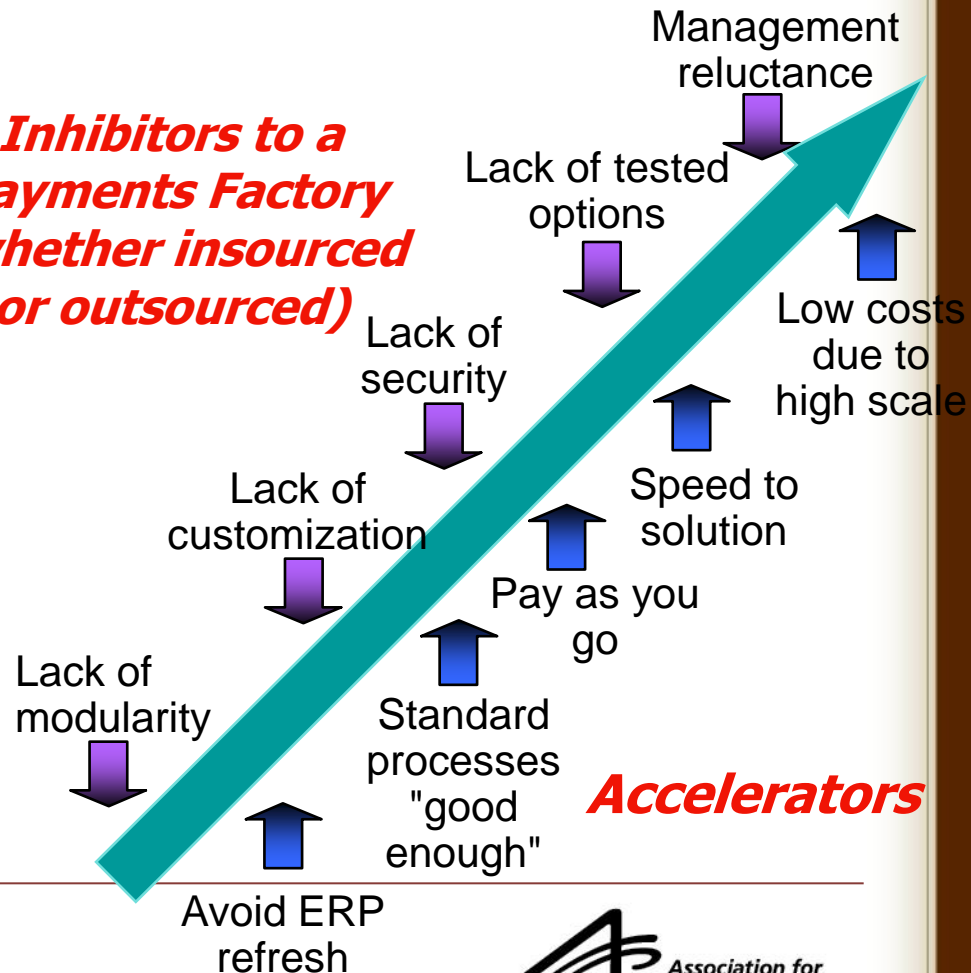 Management
reluctance
Inhibitors to a
ayments Factory
hether insourced
or outsourced)
Lack of tested
options
Low costs
due to
high scale
Lack of
security
Speed to
solution
Lack of
customization
Pay as you
go
Lack of
modularity
Standard
processes
"good
enough"
Accelerators
Avoid ERP
refresh
Association for